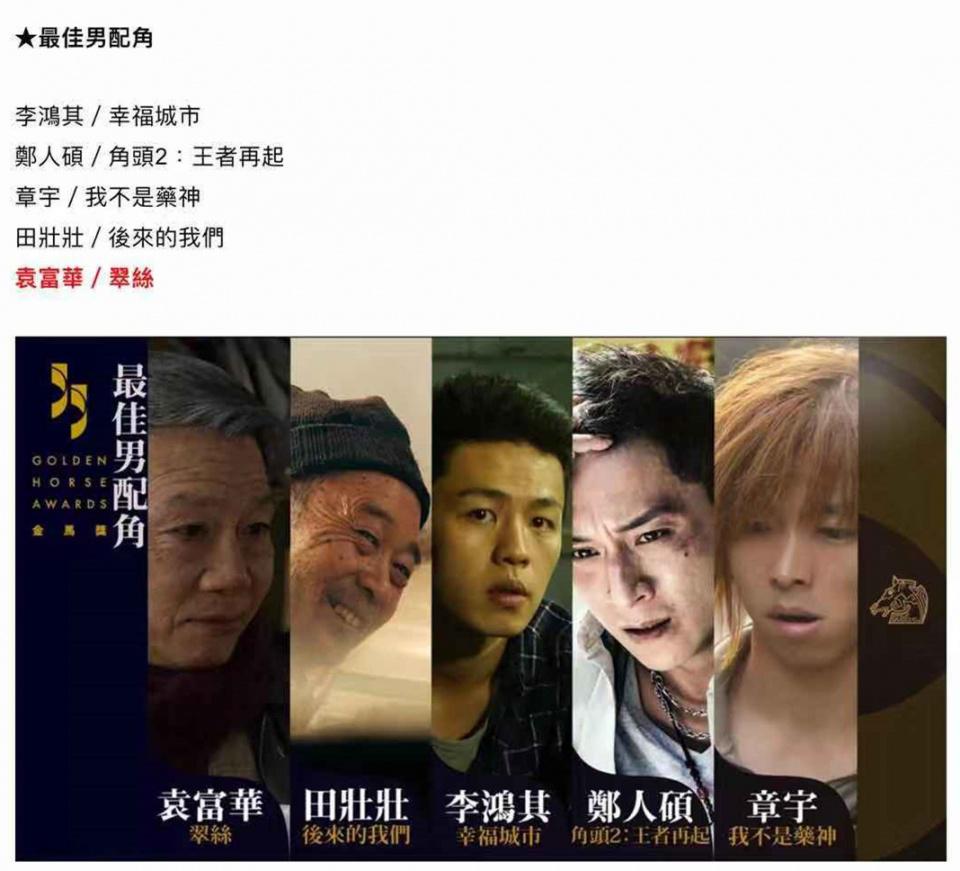 ★最佳男配角
李鴻其 / 幸福城市
鄭人碩 / 角頭2：王者再起
章宇 / 我不是藥神
田壯壯 / 後來的我們
袁富華 / 翠絲
GOLDEN
HORSE
AWARDS
金馬獎
最佳男配角
袁富華
翠絲
田壯壯
後來的我們
李鴻其
幸福城市
鄭人碩
角頭2:王者再起
章宇
我不是藥神